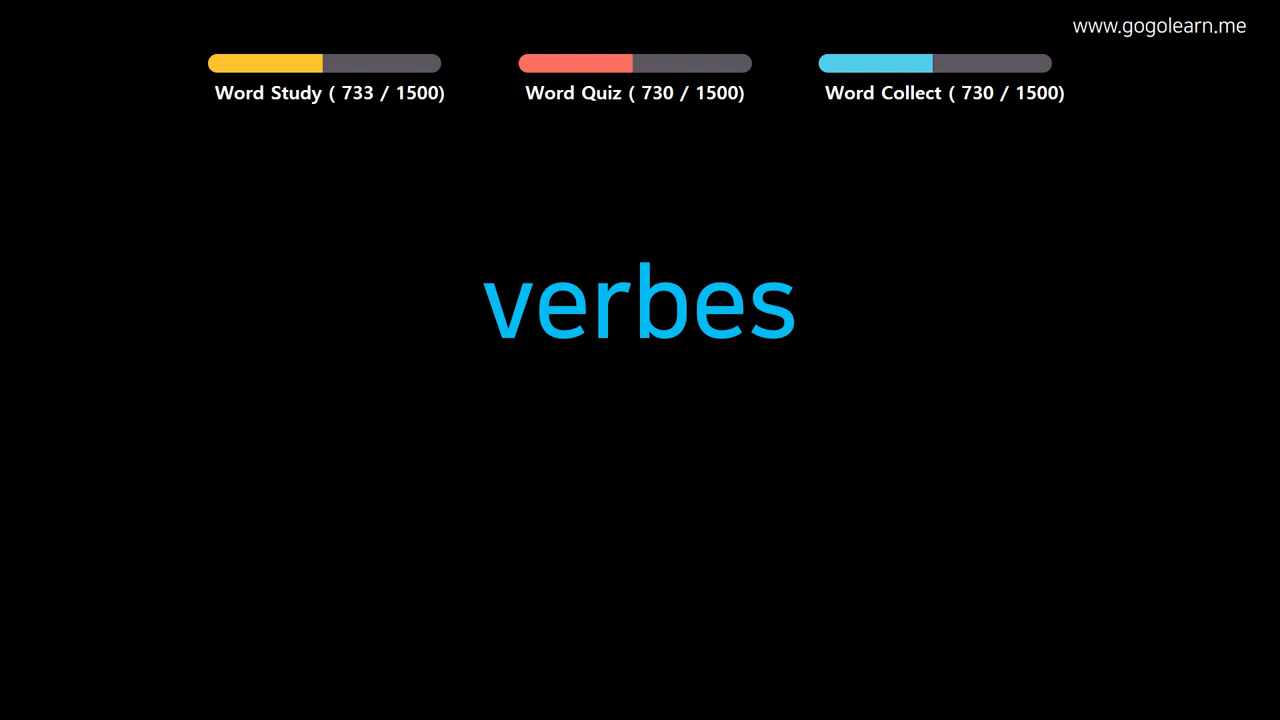 www.gogolearn.me
Word Study ( 733 / 1500)
Word Quiz ( 730 / 1500)
Word Collect ( 730 / 1500)
verbes